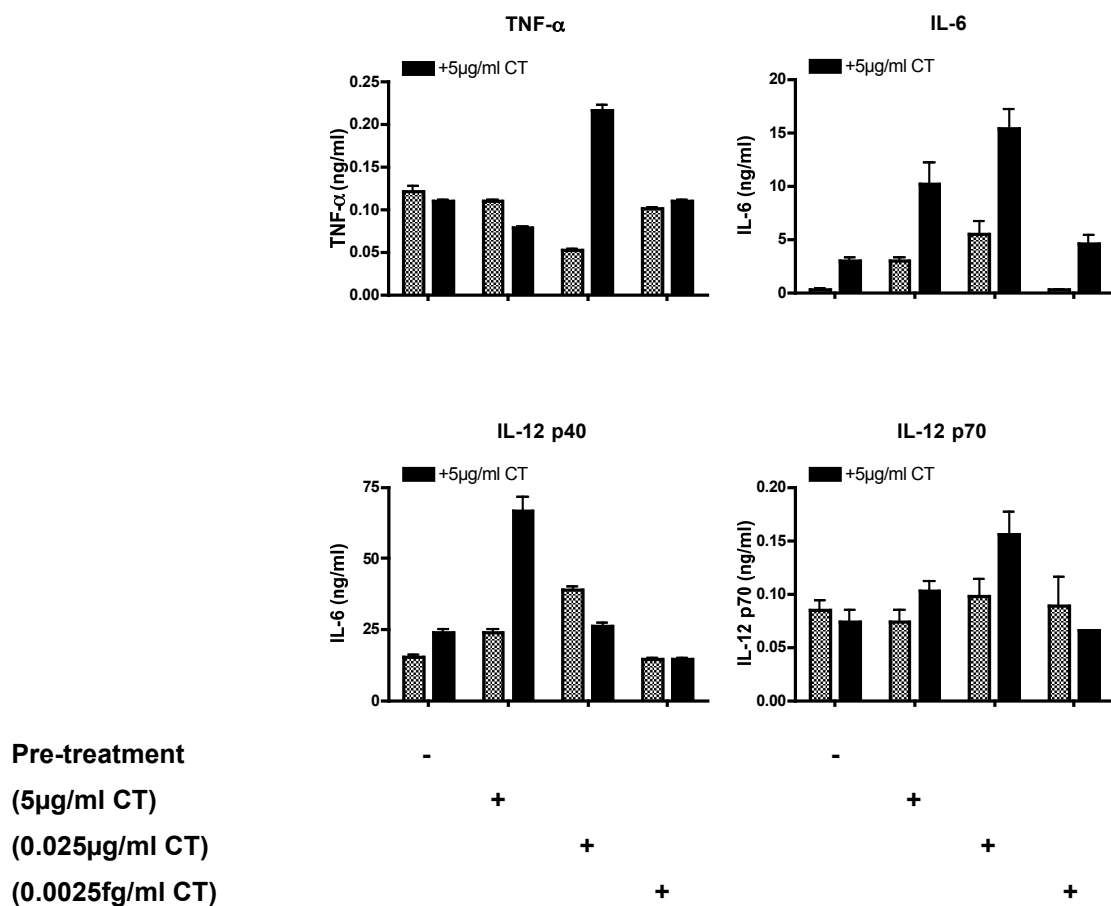 TNF-α
+5µg/ml CT
0.25
0.20
0.15
0.10
0.05
0.00
TNF-α (ng/ml)
IL-6
+5µg/ml CT
20
15
10
5
0
IL-6 (ng/ml)
IL-12 p40
+5µg/ml CT
75
50
25
0
IL-6 (ng/ml)
IL-12 p70
+5µg/ml CT
0.20
0.15
0.10
0.05
0.00
IL-12 p70 (ng/ml)
Pre-treatment - -
(5µg/ml CT) + +
(0.025µg/ml CT) + +
(0.0025fg/ml CT) + +